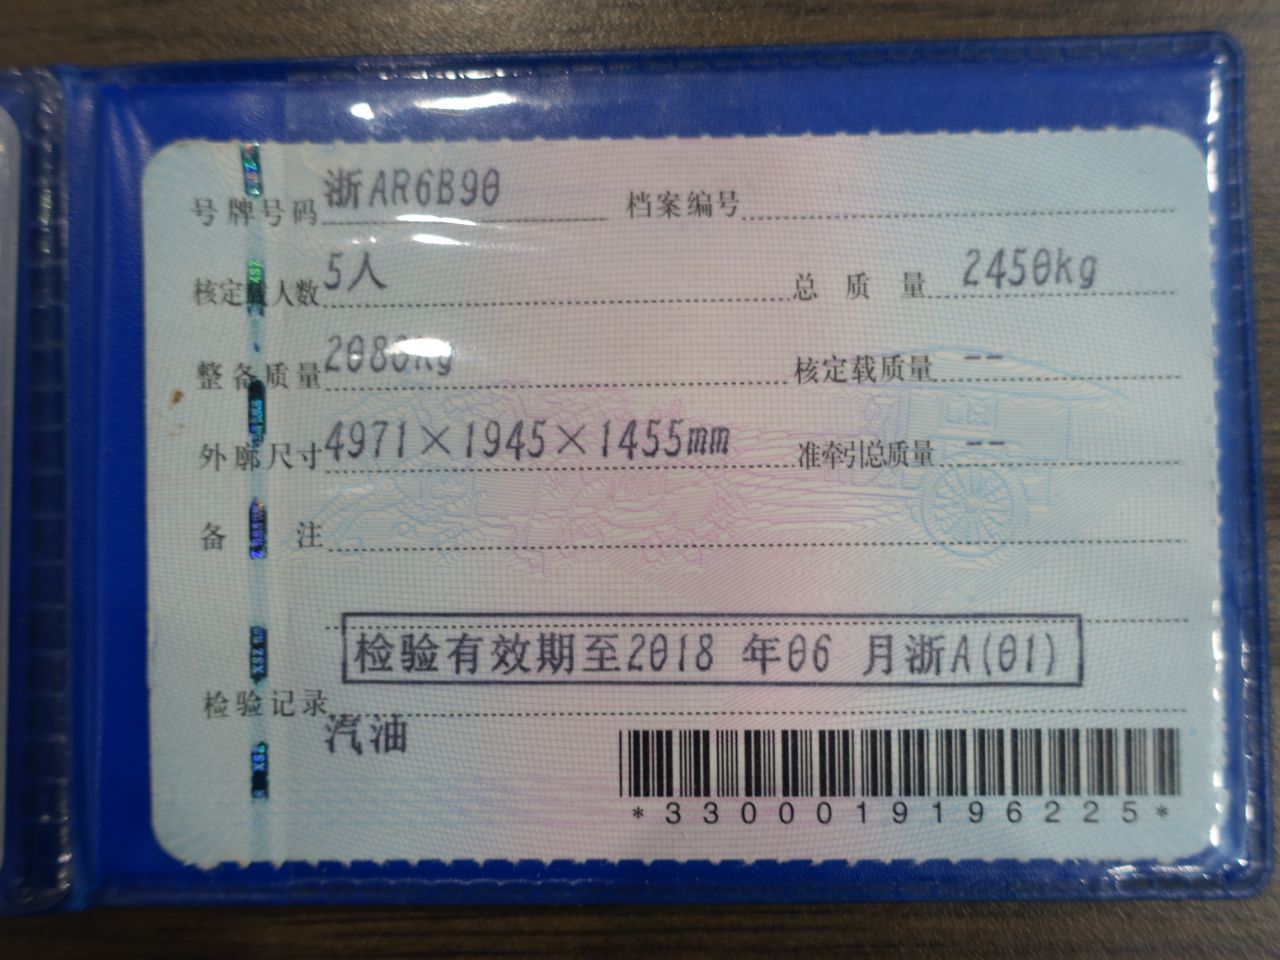 号牌号码 浙AR6B90 档案编号
核定载人数 5人 总质量 2450kg
整备质量 2080kg 核定载质量 --
外廓尺寸 4971×1945×1455mm 准牵引总质量 --
备注
检验有效期至2018 年06 月浙A(01)
检验记录
汽油
*3300019196225*